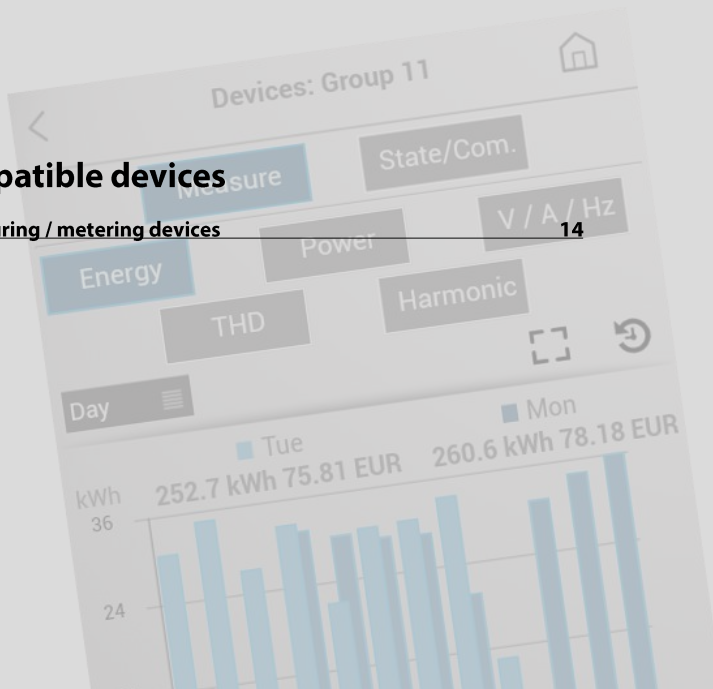 Devices: Group 11
State/Com.
patible devices
Measure
uring / metering devices 14
V / A / Hz
Power
Energy
Harmonic
THD
Day
Tue
Mon
252.7 kWh 75.81 EUR
260.6 kWh 78.18 EUR
kWh
36
24